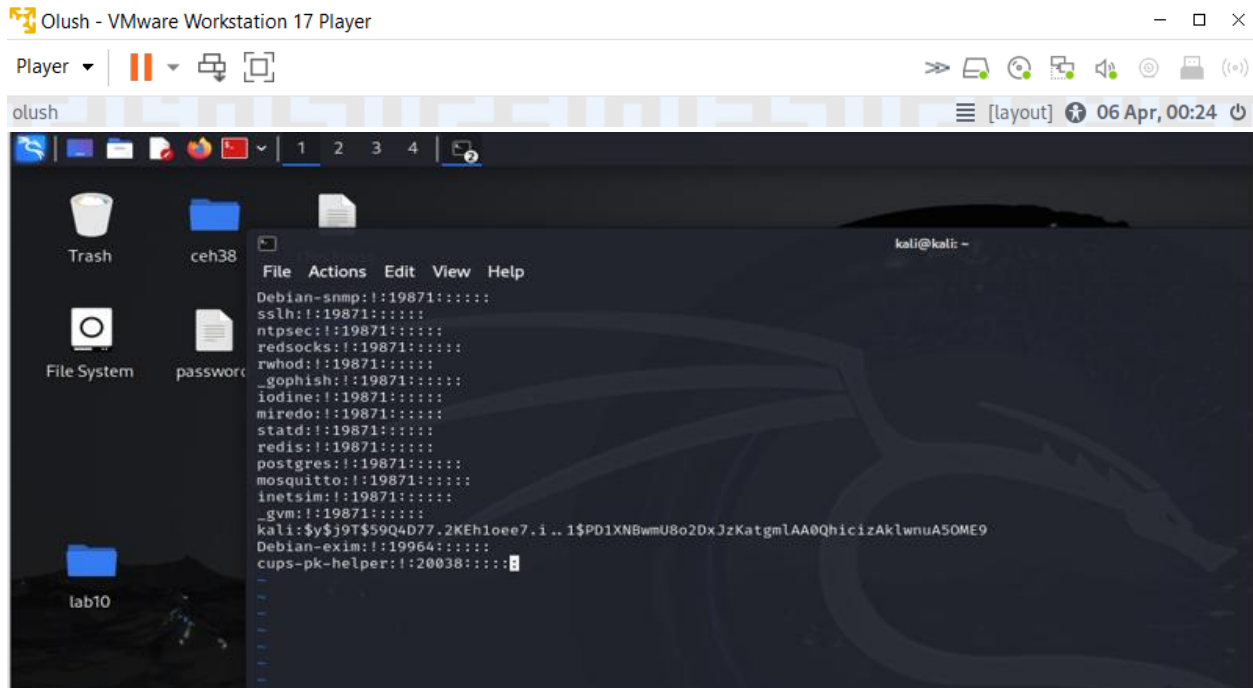 Olush - VMware Workstation 17 Player
Player
olush
[layout] 06 Apr, 00:24
1 2 3 4
2
Trash
ceh38
kali@kali: ~
File Actions Edit View Help
Debian-snmp:!:19871::::::
sslh:!:19871::::::
ntpsec:!:19871::::::
redsocks:!:19871::::::
rwhod:!:19871::::::
_gophish:!:19871::::::
iodine:!:19871::::::
miredo:!:19871::::::
statd:!:19871::::::
redis:!:19871::::::
postgres:!:19871::::::
mosquitto:!:19871::::::
inetsim:!:19871::::::
_gvm:!:19871::::::
kali:$y$j9T$59Q4D77.2KEh1oee7.i..1$PD1XNBwmU8o2DxJzKatgmlAA0QhicizAklwnuA5OME9
Debian-exim:!:19964::::::
cups-pk-helper:!:20038::::::
~
~
~
~
~
~
~
File System
password
lab10